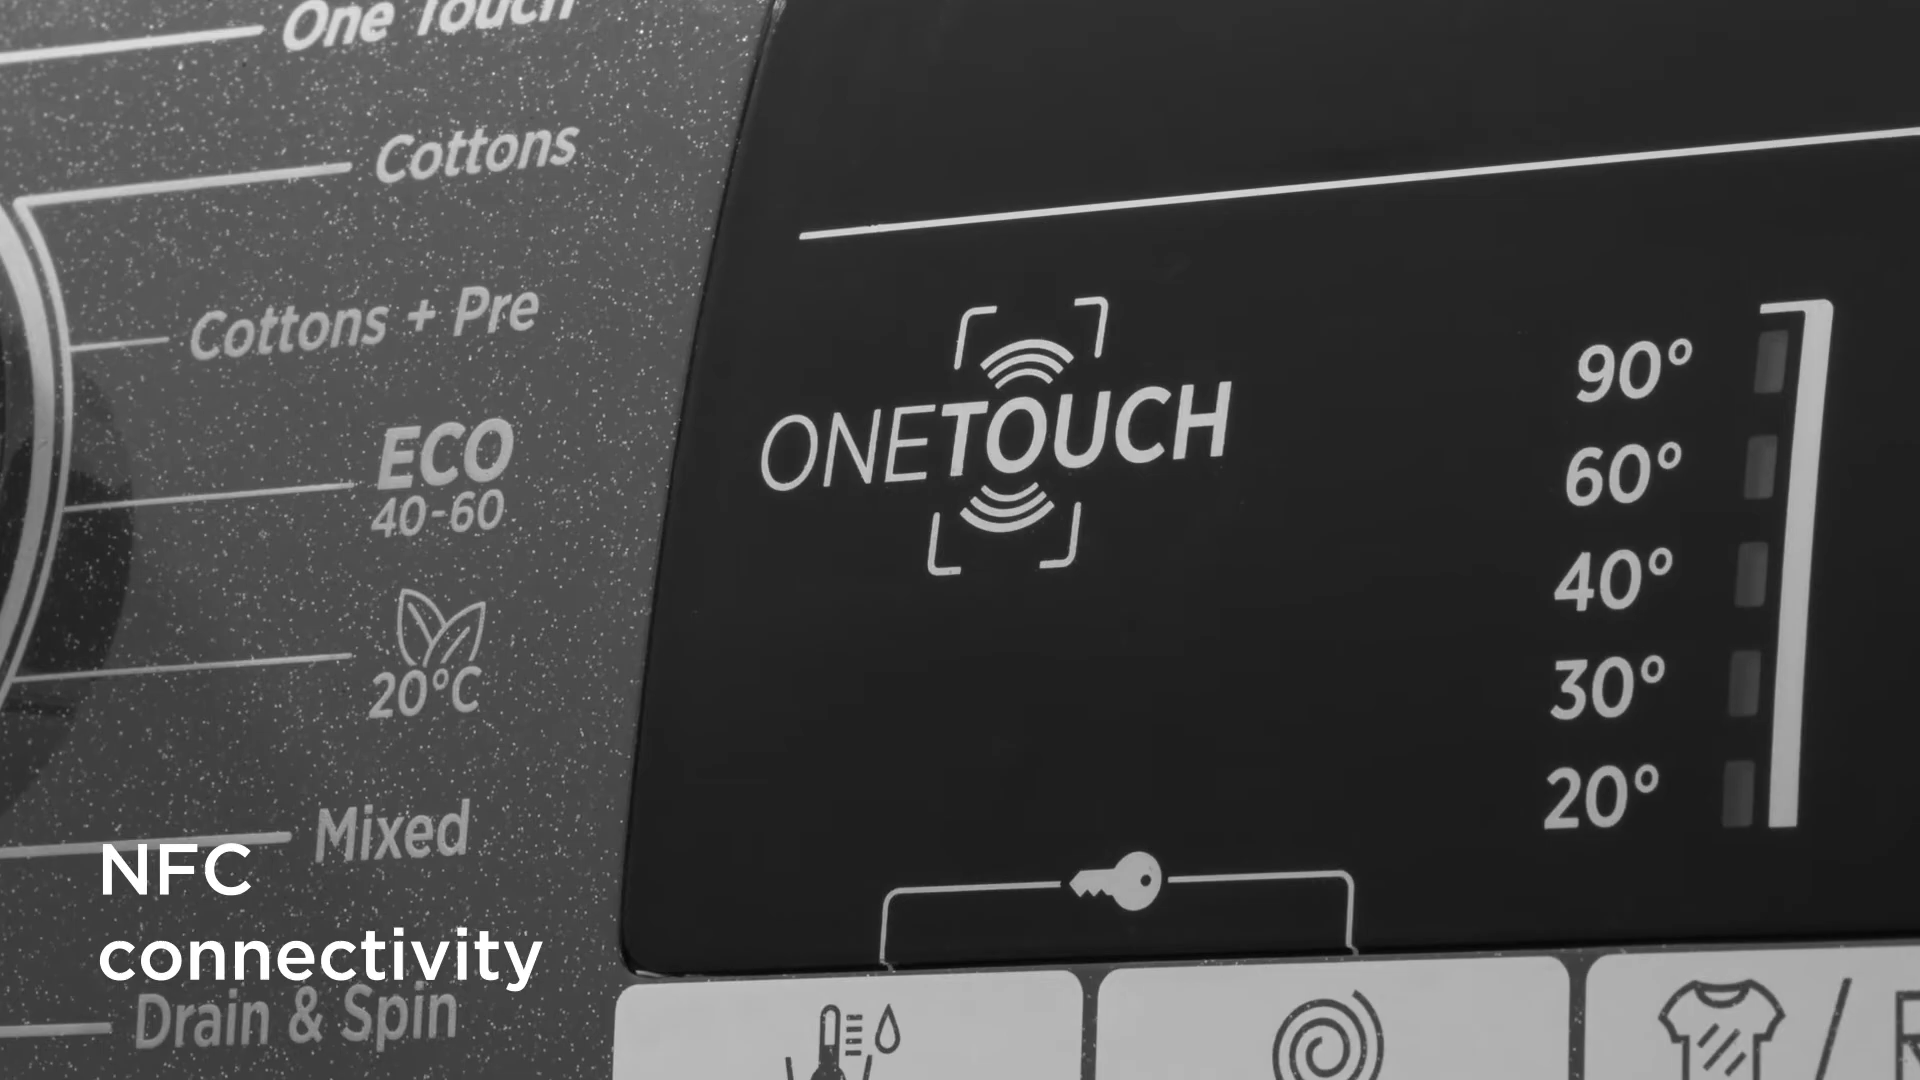 One Touch
Cottons
Cottons + Pre
ECO
40-60
20°C
Mixed
Drain & Spin
ONETOUCH
90°
60°
40°
30°
20°
NFC
connectivity